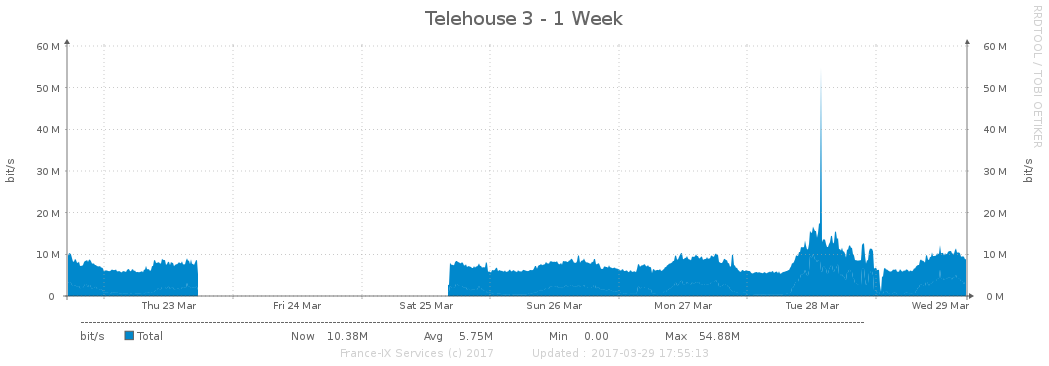 Telehouse 3 - 1 Week
RRDTOOL / TOBI OETIKER
60 M 60 M
50 M 50 M
40 M 40 M
30 M 30 M
bit/s bit/s
20 M 20 M
10 M 10 M
0 0 M
Thu 23 Mar Fri 24 Mar Sat 25 Mar Sun 26 Mar Mon 27 Mar Tue 28 Mar Wed 29 Mar
bit/s Total Now 10.38M Avg 5.75M Min 0.00 Max 54.88M
France-IX Services (c) 2017 Updated : 2017-03-29 17:55:13